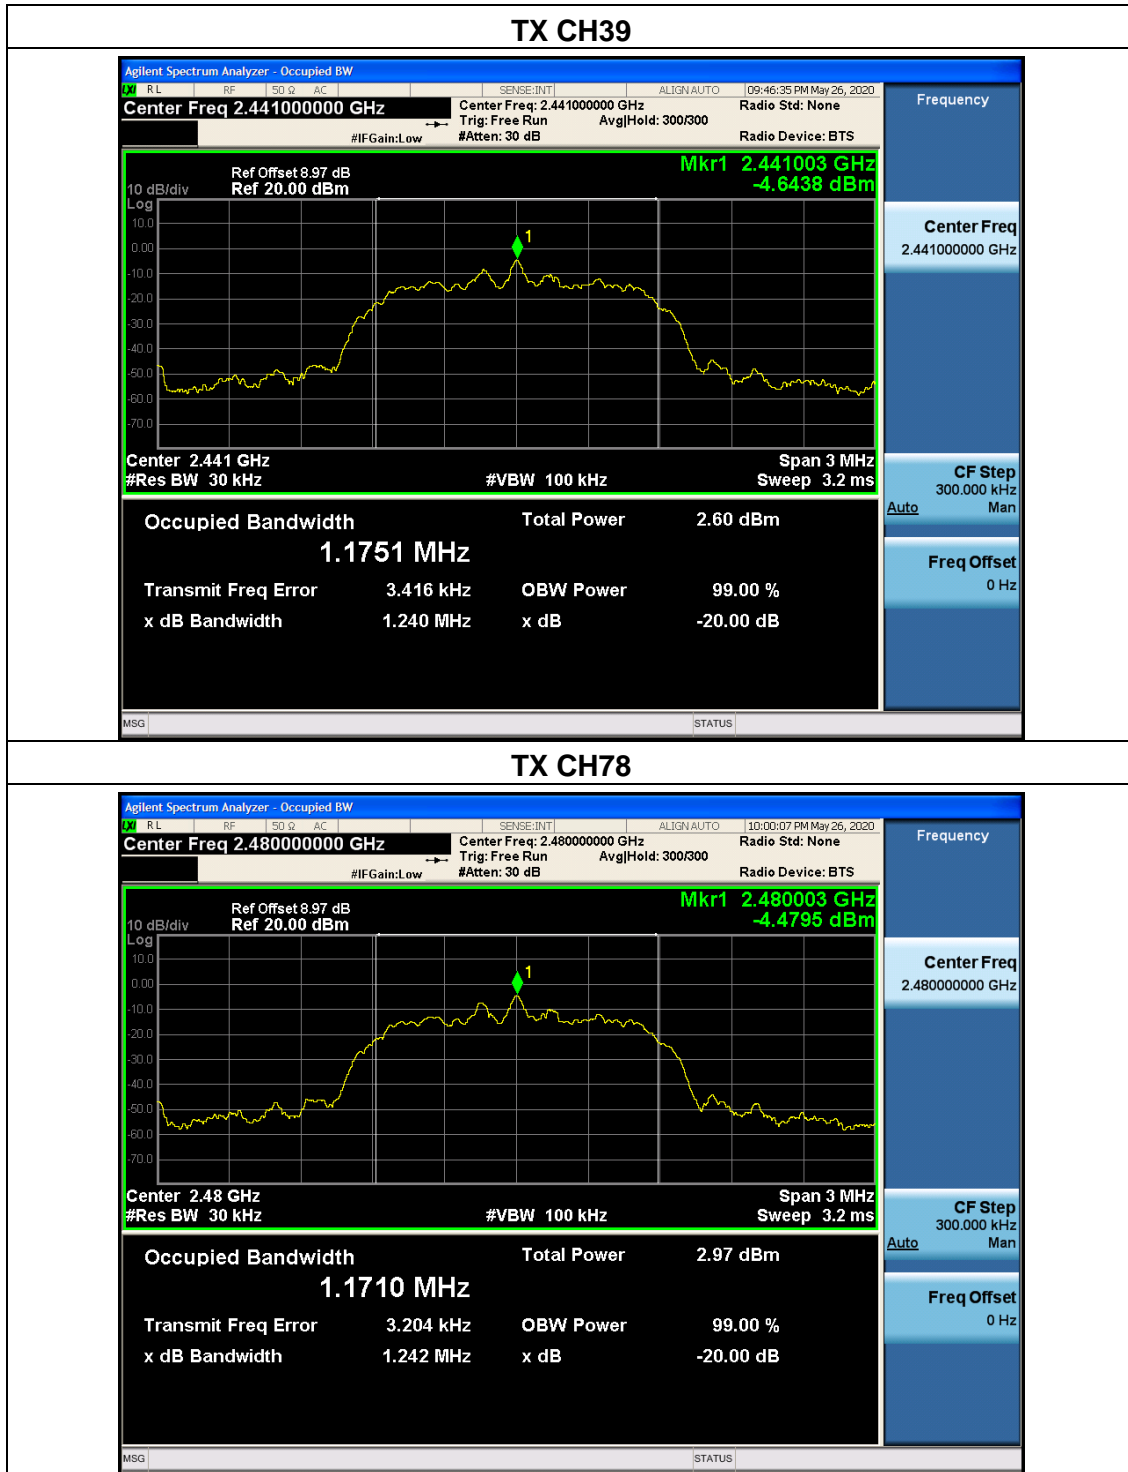 TX CH39
Agilent Spectrum Analyzer - Occupied BW
LXI RL RF 50 Ω AC SENSE:INT ALIGN AUTO 09:46:35 PM May 26, 2020
Center Freq 2.441000000 GHz Center Freq: 2.441000000 GHz Radio Std: None
Trig: Free Run Avg|Hold: 300/300
#IFGain:Low #Atten: 30 dB Radio Device: BTS
Frequency
Mkr1 2.441003 GHz
-4.6438 dBm
Ref Offset 8.97 dB
10 dB/div Ref 20.00 dBm
Log
10.0
0.00
-10.0
-20.0
-30.0
-40.0
-50.0
-60.0
-70.0
1
Center 2.441 GHz Span 3 MHz
#Res BW 30 kHz #VBW 100 kHz Sweep 3.2 ms
Center Freq
2.441000000 GHz
CF Step
300.000 kHz
Auto Man
Freq Offset
0 Hz
Occupied Bandwidth Total Power 2.60 dBm
1.1751 MHz
Transmit Freq Error 3.416 kHz OBW Power 99.00 %
x dB Bandwidth 1.240 MHz x dB -20.00 dB
MSG STATUS
TX CH78
Agilent Spectrum Analyzer - Occupied BW
LXI RL RF 50 Ω AC SENSE:INT ALIGN AUTO 10:00:07 PM May 26, 2020
Center Freq 2.480000000 GHz Center Freq: 2.480000000 GHz Radio Std: None
Trig: Free Run Avg|Hold: 300/300
#IFGain:Low #Atten: 30 dB Radio Device: BTS
Frequency
Mkr1 2.480003 GHz
-4.4795 dBm
Ref Offset 8.97 dB
10 dB/div Ref 20.00 dBm
Log
10.0
0.00
-10.0
-20.0
-30.0
-40.0
-50.0
-60.0
-70.0
1
Center 2.48 GHz Span 3 MHz
#Res BW 30 kHz #VBW 100 kHz Sweep 3.2 ms
Center Freq
2.480000000 GHz
CF Step
300.000 kHz
Auto Man
Freq Offset
0 Hz
Occupied Bandwidth Total Power 2.97 dBm
1.1710 MHz
Transmit Freq Error 3.204 kHz OBW Power 99.00 %
x dB Bandwidth 1.242 MHz x dB -20.00 dB
MSG STATUS